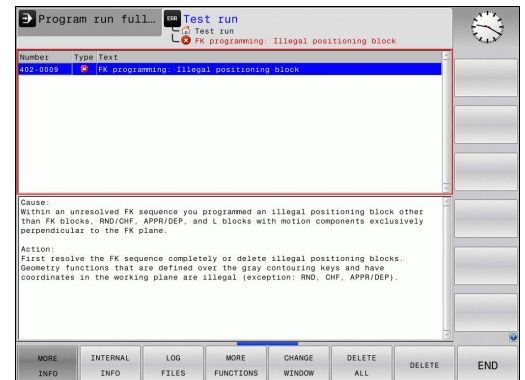 Program run full...
ERR Test run
Test run
FK programming: Illegal positioning block
Number Type Text
402-0009 FK programming: Illegal positioning block
Cause:
Within an unresolved FK sequence you programmed an illegal positioning block other
than FK blocks, RND/CHF, APPR/DEP, and L blocks with motion components exclusively
perpendicular to the FK plane.
Action:
First resolve the FK sequence completely or delete illegal positioning blocks.
Geometry functions that are defined over the gray contouring keys and have
coordinates in the working plane are illegal (exception: RND, CHF, APPR/DEP).
MORE INFO
INTERNAL INFO
LOG FILES
MORE FUNCTIONS
CHANGE WINDOW
DELETE ALL
DELETE
END